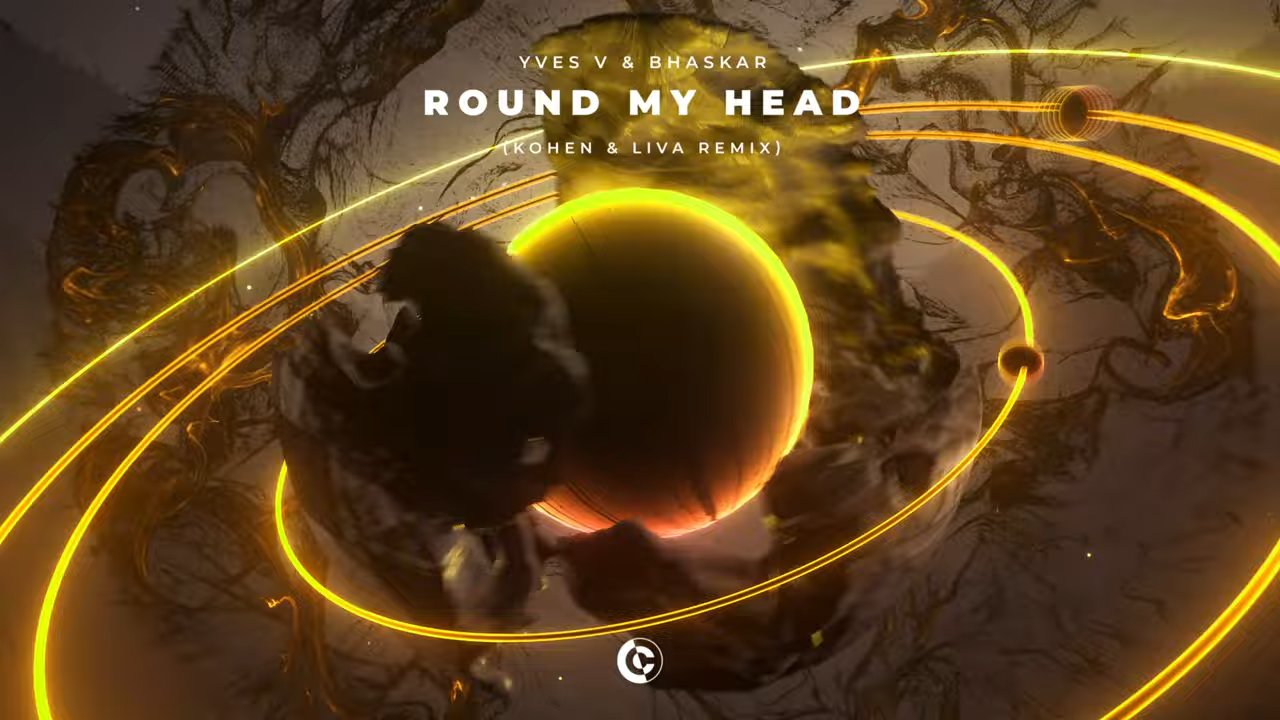 YVES V & BHASKAR
ROUND MY HEAD
(KOHEN & LIVA REMIX)